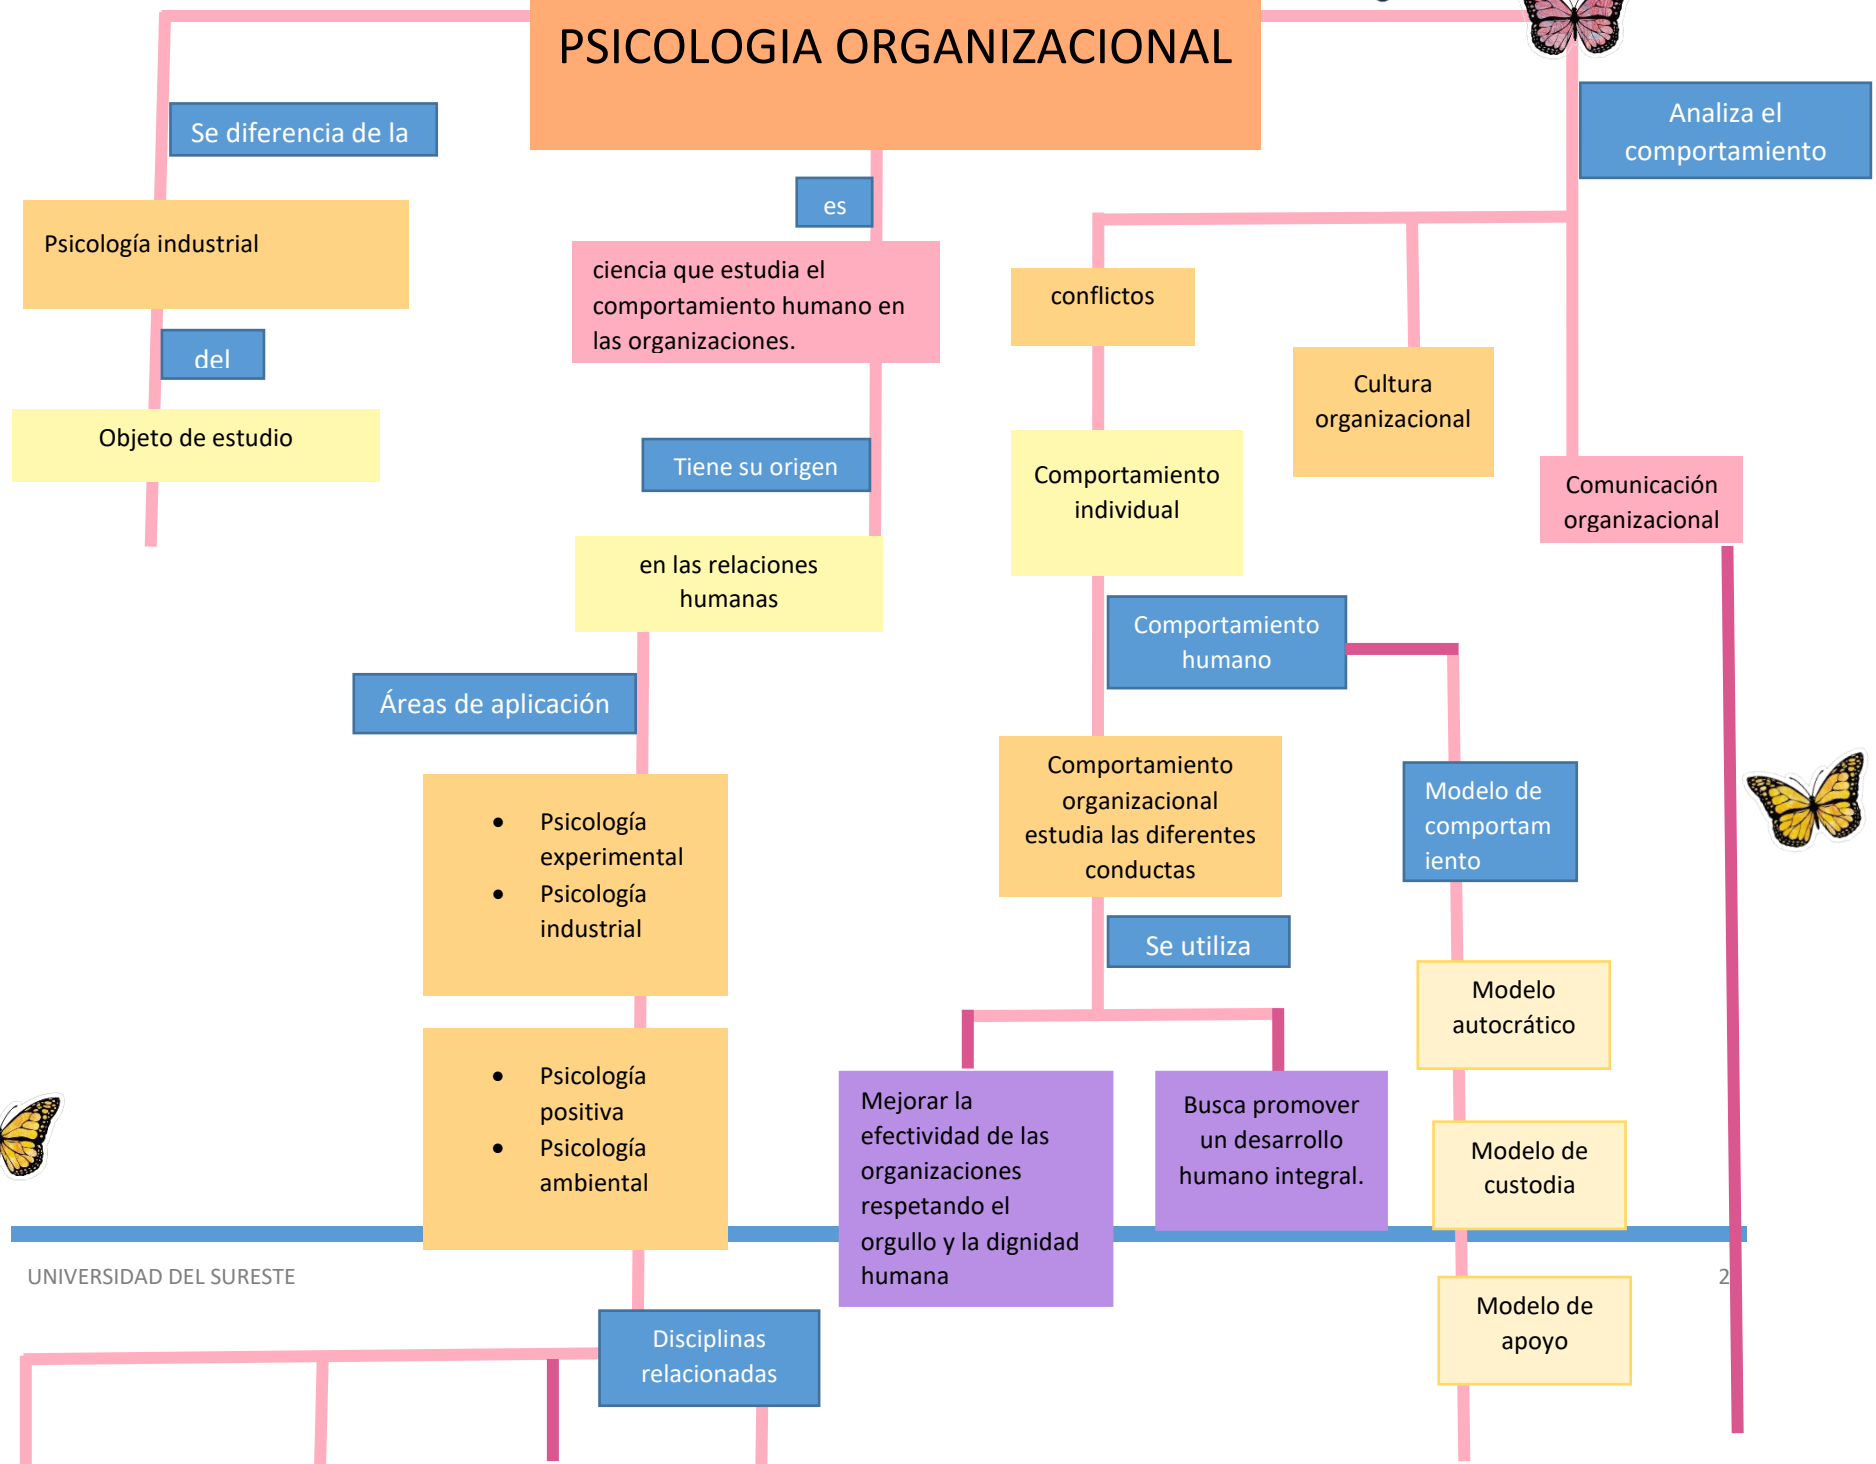 PSICOLOGIA ORGANIZACIONAL
Se diferencia de la
Psicología industrial
del
Objeto de estudio
es
ciencia que estudia el
comportamiento humano en
las organizaciones.
Tiene su origen
en las relaciones
humanas
Áreas de aplicación
• Psicología
experimental
• Psicología
industrial
• Psicología
positiva
• Psicología
ambiental
Disciplinas
relacionadas
Analiza el
comportamiento
conflictos
Cultura
organizacional
Comunicación
organizacional
Comportamiento
individual
Comportamiento
humano
Comportamiento
organizacional
estudia las diferentes
conductas
Se utiliza
Mejorar la
efectividad de las
organizaciones
respetando el
orgullo y la dignidad
humana
Busca promover
un desarrollo
humano integral.
Modelo de
comportam
iento
Modelo
autocrático
Modelo de
custodia
Modelo de
apoyo
UNIVERSIDAD DEL SURESTE
2